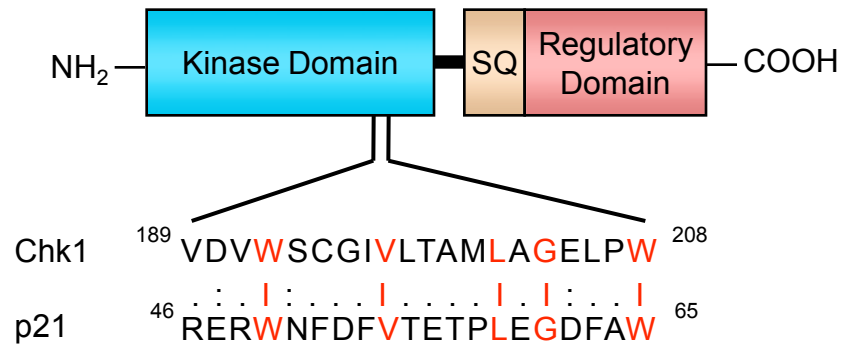 NH₂ Kinase Domain SQ Regulatory Domain COOH
Chk1 189 VDVWSCGIVLTAMLAGELPW 208
. : . | : . . . | . . . . | . | : . . |
p21 46 RERWNFDFVTETPLEGDFAW 65